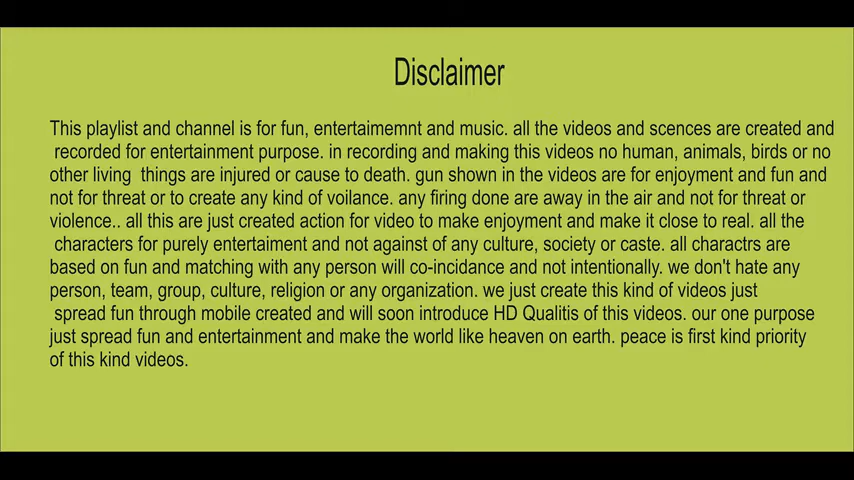 Disclaimer
This playlist and channel is for fun, entertaimemnt and music. all the videos and scences are created and
recorded for entertainment purpose. in recording and making this videos no human, animals, birds or no
other living things are injured or cause to death. gun shown in the videos are for enjoyment and fun and
not for threat or to create any kind of voilance. any firing done are away in the air and not for threat or
violence.. all this are just created action for video to make enjoyment and make it close to real. all the
characters for purely entertaiment and not against of any culture, society or caste. all charactrs are
based on fun and matching with any person will co-incidance and not intentionally. we don't hate any
person, team, group, culture, religion or any organization. we just create this kind of videos just
spread fun through mobile created and will soon introduce HD Qualitis of this videos. our one purpose
just spread fun and entertainment and make the world like heaven on earth. peace is first kind priority
of this kind videos.